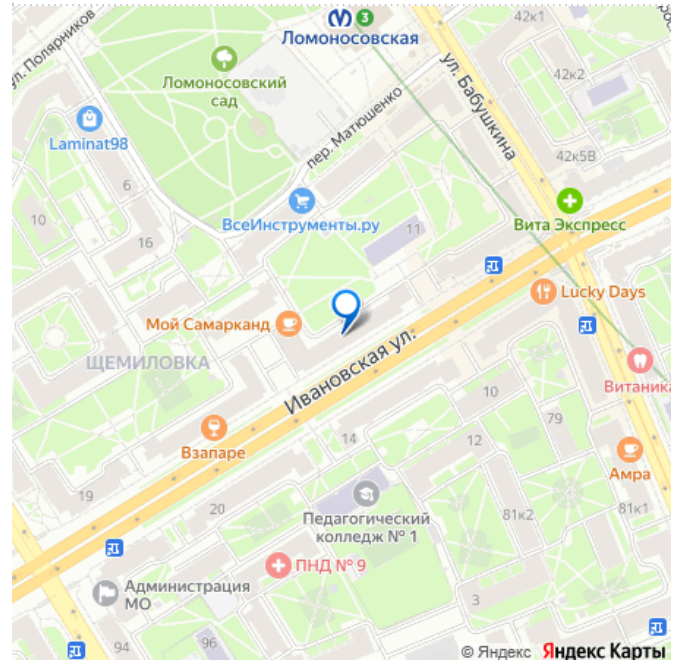 42к1
3
Ломоносовская
ул. Полярников
Ломоносовский
сад
ул. Бабушкина
42к2
пер. Матюшенко
Laminat98
42к5В
6
ВсеИнструменты.ру
Вита Экспресс
10
11
16
Lucky Days
Мой Самарканд
ЩЕМИЛОВКА
Ивановская ул.
Витаника
10
79
Взапаре
14
12
Амра
19
20
Педагогический
колледж № 1
81к2
81к1
ПНД № 9
Администрация
МО
3
94
96
© Яндекс Яндекс Карты